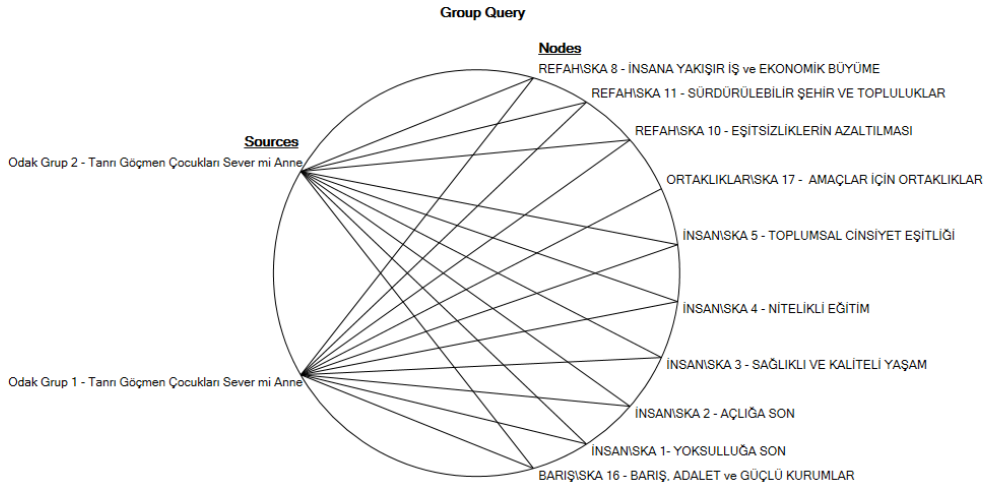 Group Query
Nodes
REFAH\SKA 8 - İNSANA YAKIŞIR İŞ ve EKONOMİK BÜYÜME
REFAH\SKA 11 - SÜRDÜRÜLEBİLİR ŞEHİR VE TOPLULUKLAR
REFAH\SKA 10 - EŞİTSİZLİKLERİN AZALTILMASI
Sources
Odak Grup 2 - Tanrı Göçmen Çocukları Sever mi Anne
ORTAKLIKLAR\SKA 17 - AMAÇLAR İÇİN ORTAKLIKLAR
İNSAN\SKA 5 - TOPLUMSAL CİNSİYET EŞİTLİĞİ
İNSAN\SKA 4 - NİTELİKLİ EĞİTİM
İNSAN\SKA 3 - SAĞLIKLI VE KALİTELİ YAŞAM
Odak Grup 1 - Tanrı Göçmen Çocukları Sever mi Anne
İNSAN\SKA 2 - AÇLIĞA SON
İNSAN\SKA 1- YOKSULLUĞA SON
BARIŞ\SKA 16 - BARIŞ, ADALET ve GÜÇLÜ KURUMLAR